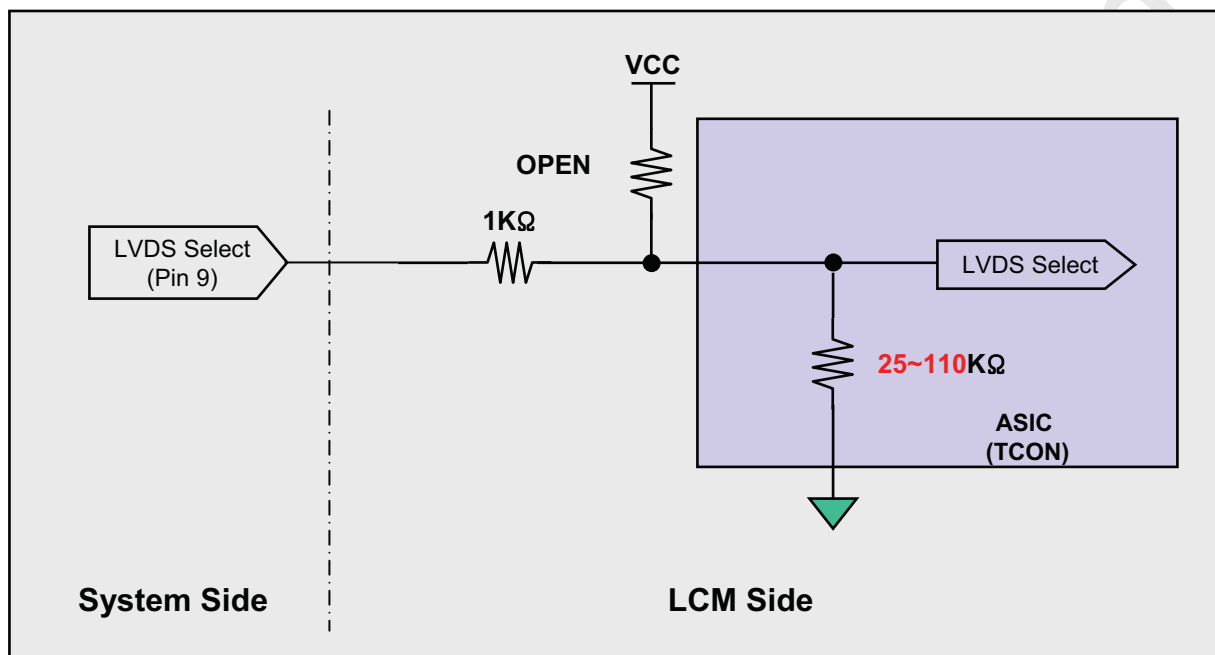 VCC
OPEN
1KΩ
LVDS Select
(Pin 9)
LVDS Select
25~110KΩ
ASIC
(TCON)
System Side
LCM Side